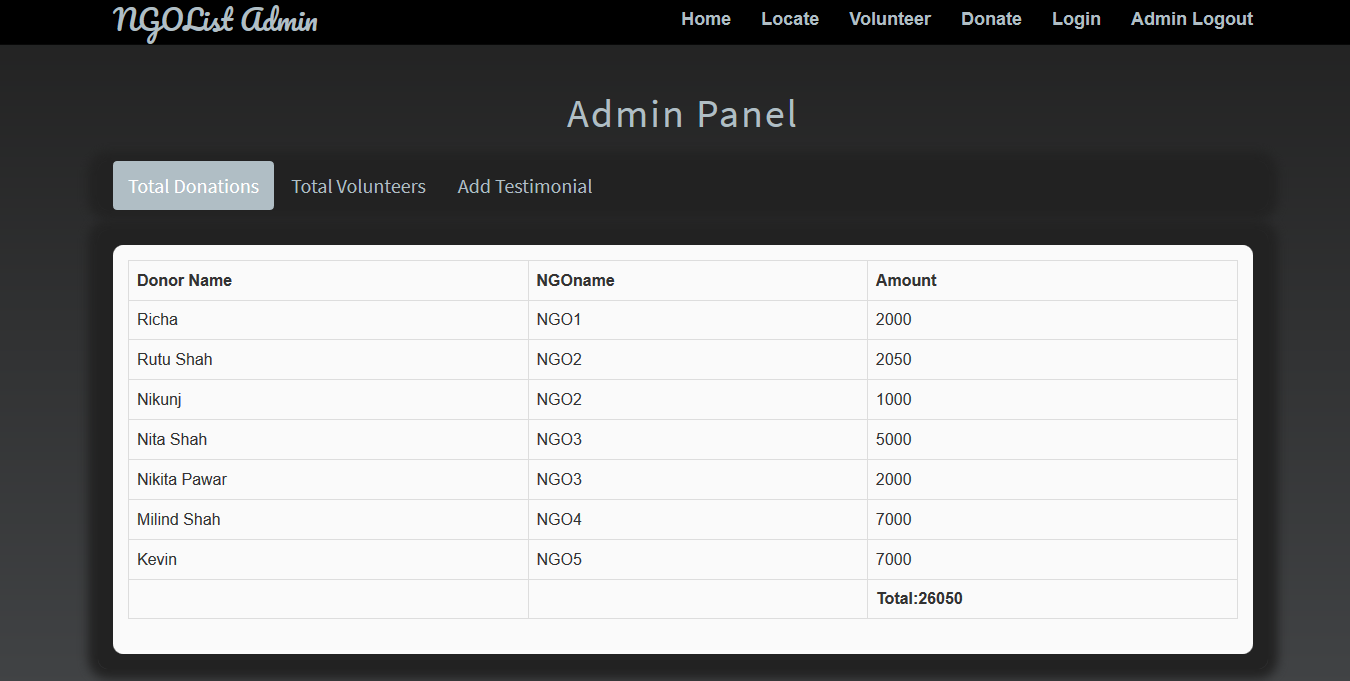 NGOList Admin Home Locate Volunteer Donate Login Admin Logout
Admin Panel
Total Donations Total Volunteers Add Testimonial
Donor Name NGOname Amount
Richa NGO1 2000
Rutu Shah NGO2 2050
Nikunj NGO2 1000
Nita Shah NGO3 5000
Nikita Pawar NGO3 2000
Milind Shah NGO4 7000
Kevin NGO5 7000
Total:26050